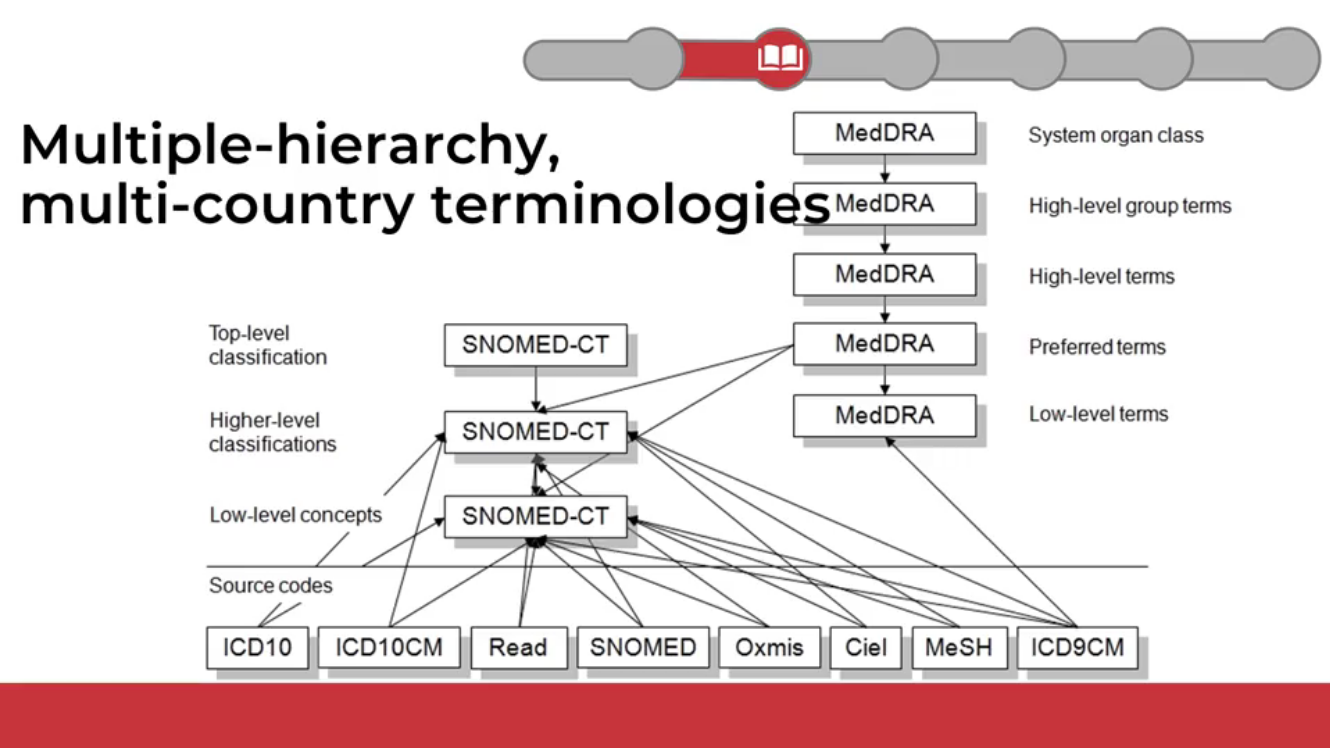 Multiple-hierarchy,
multi-country terminologies
MedDRA System organ class
MedDRA High-level group terms
MedDRA High-level terms
MedDRA Preferred terms
MedDRA Low-level terms
Top-level
classification
SNOMED-CT
Higher-level
classifications
SNOMED-CT
Low-level concepts
SNOMED-CT
Source codes
ICD10 ICD10CM Read SNOMED Oxmis Ciel MeSH ICD9CM